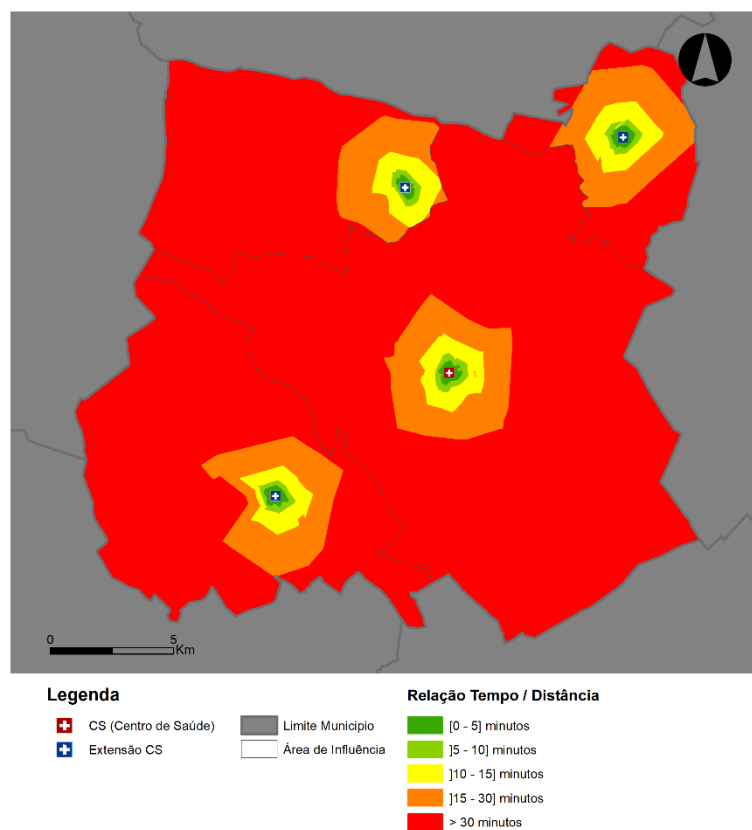 0 5
Km
Legenda
CS (Centro de Saúde)
Extensão CS
Limite Municipio
Área de Influência
Relação Tempo / Distância
[0 - 5] minutos
]5 - 10] minutos
]10 - 15] minutos
]15 - 30] minutos
> 30 minutos